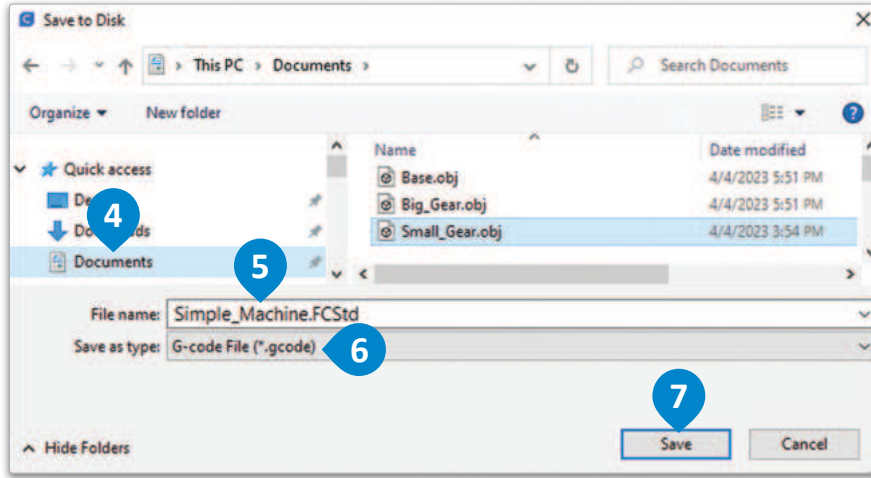 Save to Disk
This PC > Documents >
Search Documents
Organize
New folder
Name
Date modified
Quick access
Base.obj
4/4/2023 5:51 PM
Big_Gear.obj
4/4/2023 5:51 PM
4
Small_Gear.obj
4/4/2023 3:54 PM
Documents
5
File name: Simple_Machine.FCStd
Save as type: G-code File (*.gcode)
6
7
Hide Folders
Save
Cancel